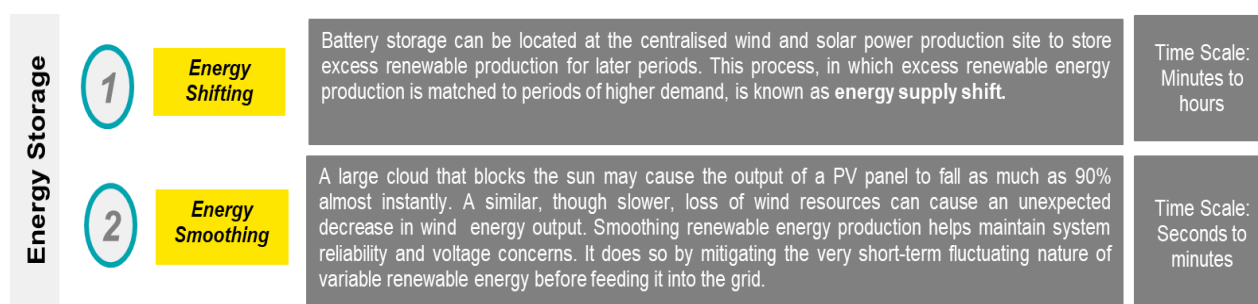 Energy Storage
1
Energy
Shifting
Battery storage can be located at the centralised wind and solar power production site to store
excess renewable production for later periods. This process, in which excess renewable energy
production is matched to periods of higher demand, is known as energy supply shift.
Time Scale:
Minutes to
hours
2
Energy
Smoothing
A large cloud that blocks the sun may cause the output of a PV panel to fall as much as 90%
almost instantly. A similar, though slower, loss of wind resources can cause an unexpected
decrease in wind energy output. Smoothing renewable energy production helps maintain system
reliability and voltage concerns. It does so by mitigating the very short-term fluctuating nature of
variable renewable energy before feeding it into the grid.
Time Scale:
Seconds to
minutes